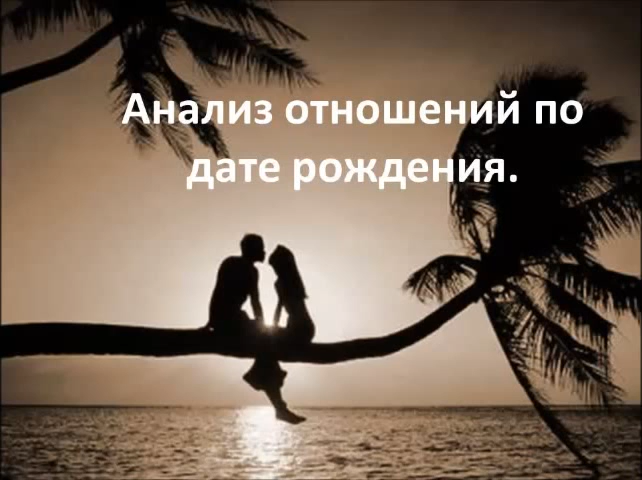 Анализ отношений по
дате рождения.